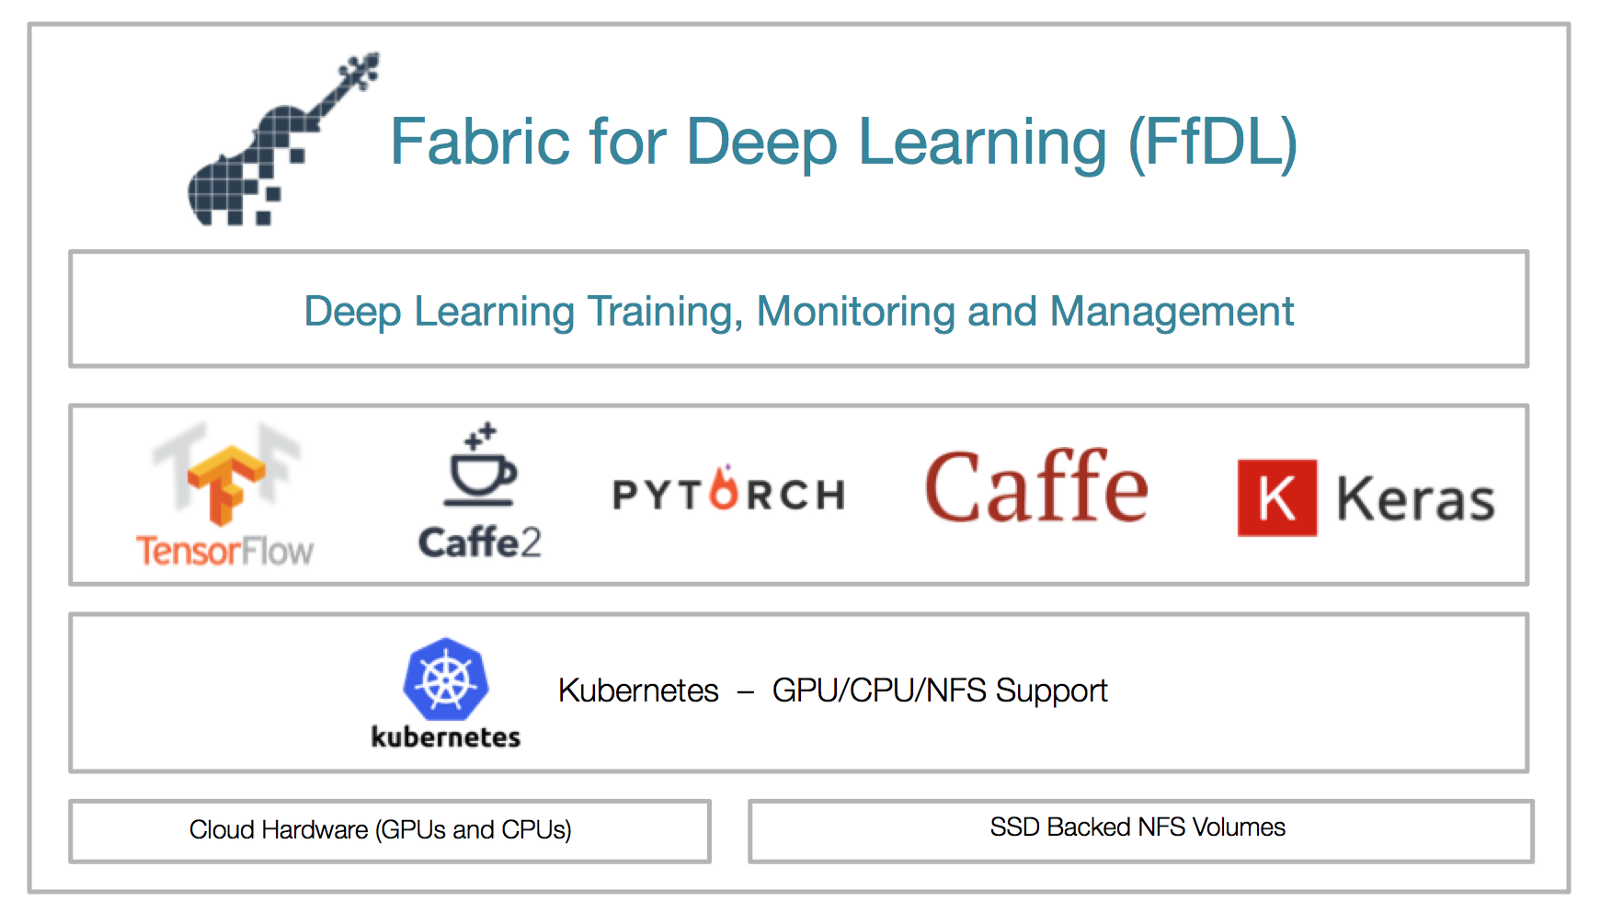 Fabric for Deep Learning (FfDL)
Deep Learning Training, Monitoring and Management
TensorFlow
Caffe2
PYTORCH
Caffe
K Keras
kubernetes
Kubernetes – GPU/CPU/NFS Support
Cloud Hardware (GPUs and CPUs)
SSD Backed NFS Volumes